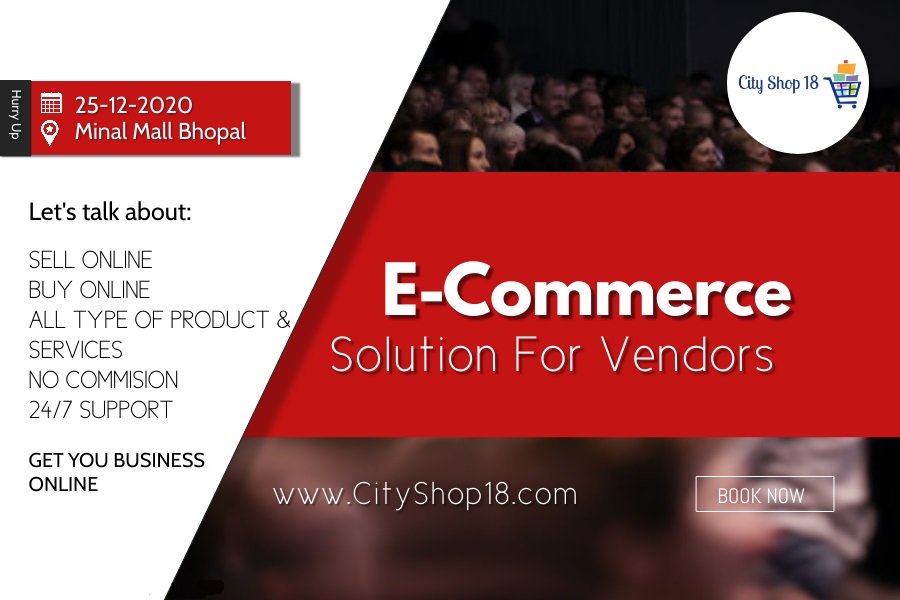 City Shop 18
Hurry Up
25-12-2020
Minal Mall Bhopal
Let's talk about:
SELL ONLINE
BUY ONLINE
ALL TYPE OF PRODUCT &
SERVICES
NO COMMISION
24/7 SUPPORT
GET YOU BUSINESS
ONLINE
E-Commerce
Solution For Vendors
www.CityShop18.com
BOOK NOW